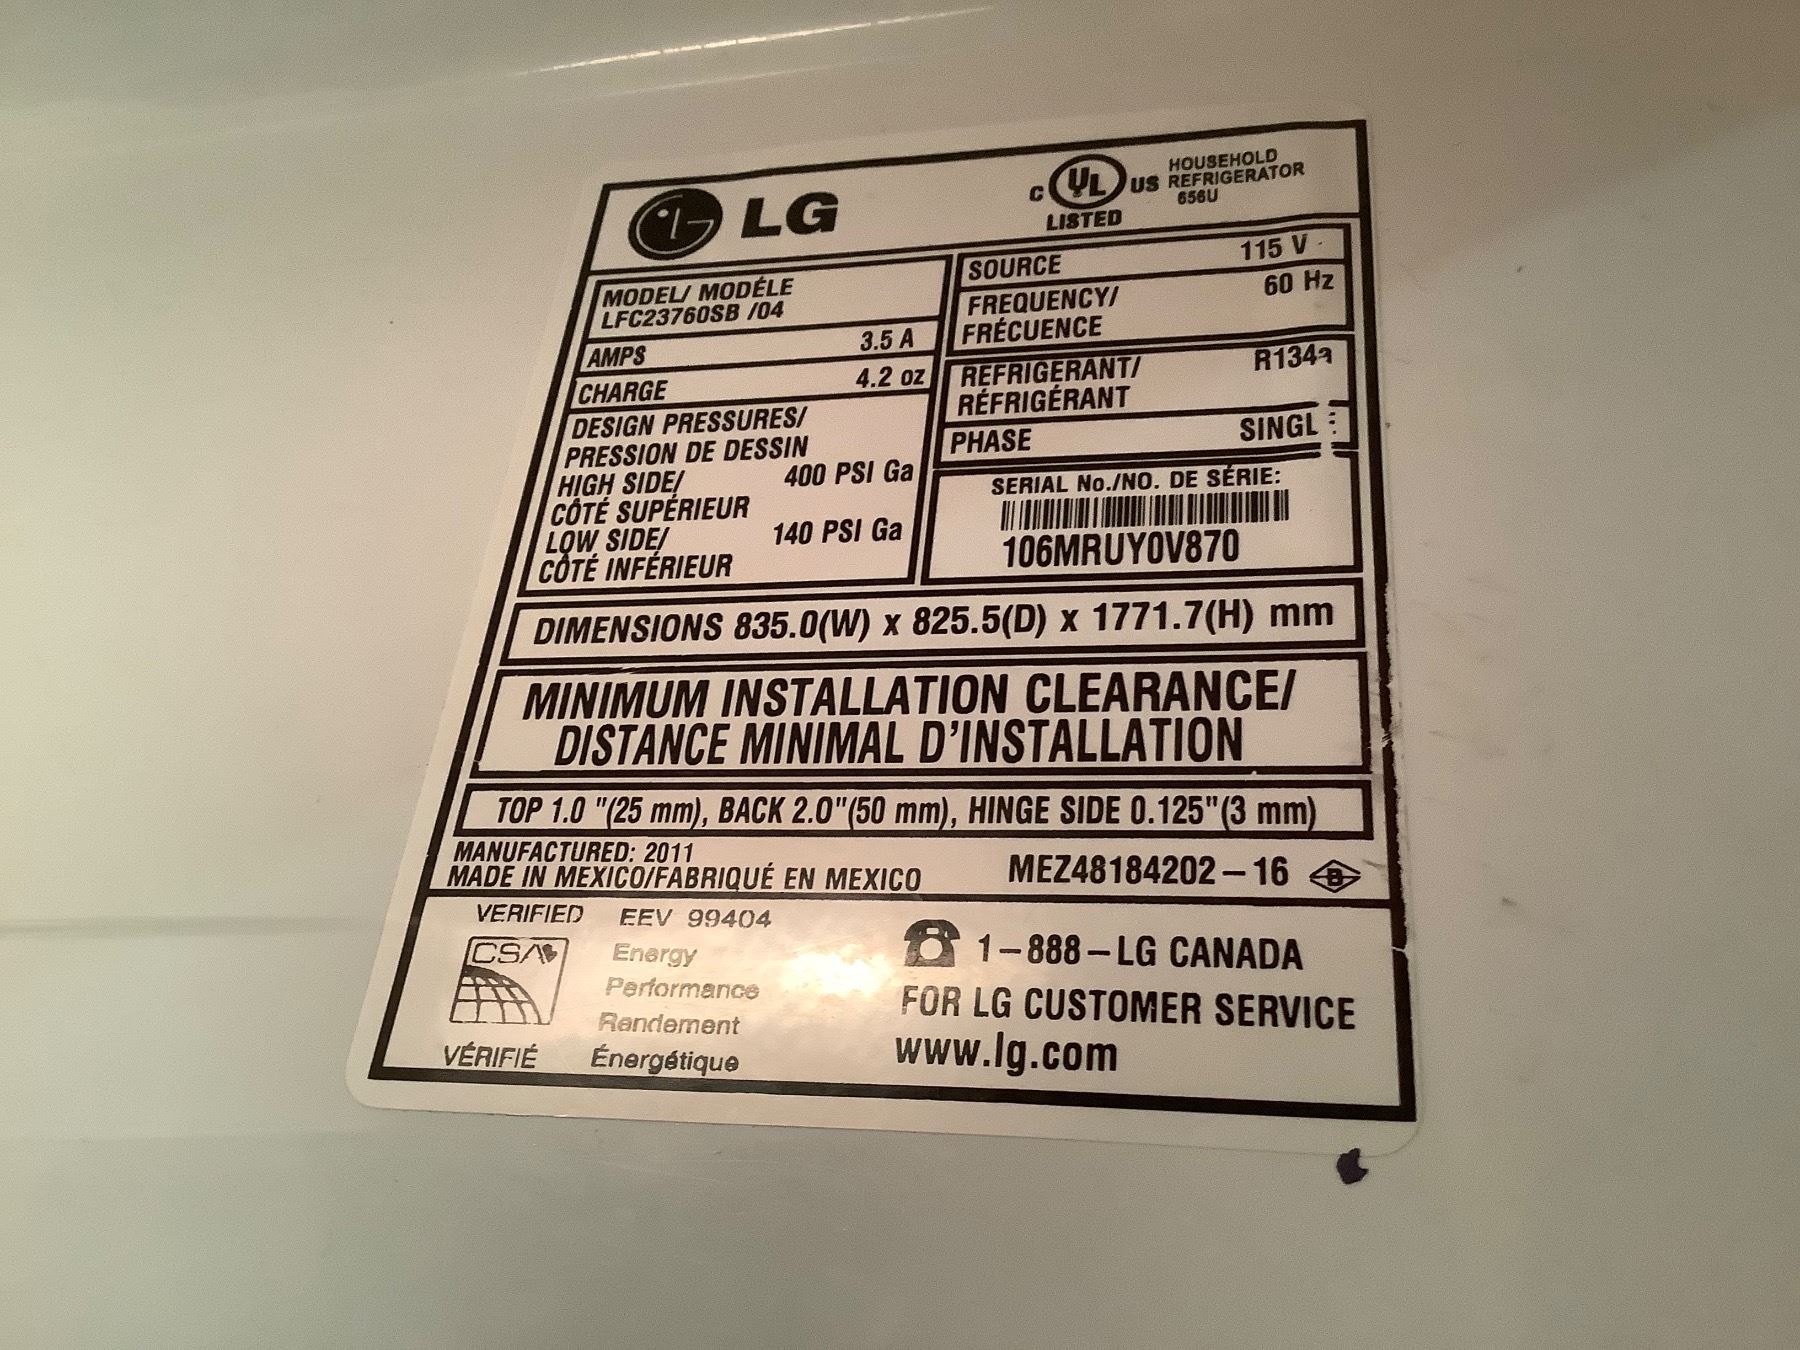 LG
C UL US
LISTED
HOUSEHOLD
REFRIGERATOR
656U
MODEL/ MODÉLE
LFC23760SB /04
AMPS 3.5 A
CHARGE 4.2 oz
DESIGN PRESSURES/
PRESSION DE DESSIN
HIGH SIDE/ 400 PSI Ga
CÔTÉ SUPÉRIEUR
LOW SIDE/ 140 PSI Ga
CÔTÉ INFÉRIEUR
SOURCE 115 V
FREQUENCY/ 60 Hz
FRÉCUENCE
REFRIGERANT/ R134a
RÉFRIGÉRANT
PHASE SINGLE
SERIAL No./NO. DE SÉRIE:
106MRUY0V870
DIMENSIONS 835.0(W) x 825.5(D) x 1771.7(H) mm
MINIMUM INSTALLATION CLEARANCE/
DISTANCE MINIMAL D'INSTALLATION
TOP 1.0 "(25 mm), BACK 2.0"(50 mm), HINGE SIDE 0.125"(3 mm)
MANUFACTURED: 2011
MADE IN MEXICO/FABRIQUÉ EN MEXICO
MEZ48184202-16 B
VERIFIED EEV 99404
CSA Energy
Performance
Rendement
VÉRIFIÉ Énergétique
1-888-LG CANADA
FOR LG CUSTOMER SERVICE
www.lg.com